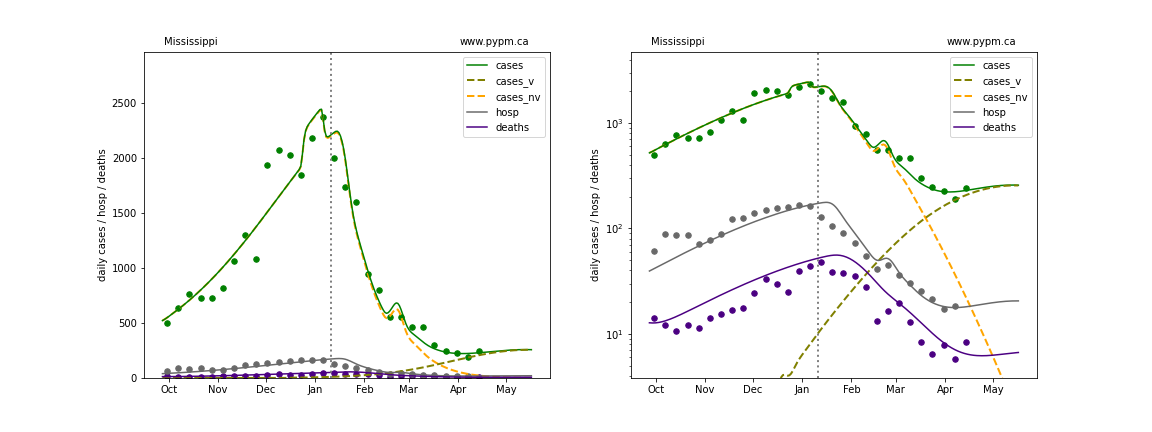 Mississippi www.pypm.ca
cases
cases_v
cases_nv
hosp
deaths
daily cases / hosp / deaths
2500
2000
1500
1000
500
0
Oct Nov Dec Jan Feb Mar Apr May
Mississippi www.pypm.ca
cases
cases_v
cases_nv
hosp
deaths
daily cases / hosp / deaths
10³
10²
10¹
Oct Nov Dec Jan Feb Mar Apr May